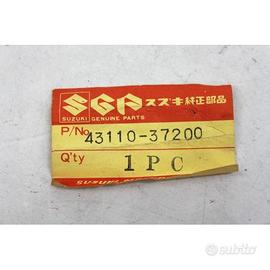 SGP スズキ純正部品
SUZUKI GENUINE PARTS
P/No. 43110-37200
Q'ty 1PC
subito